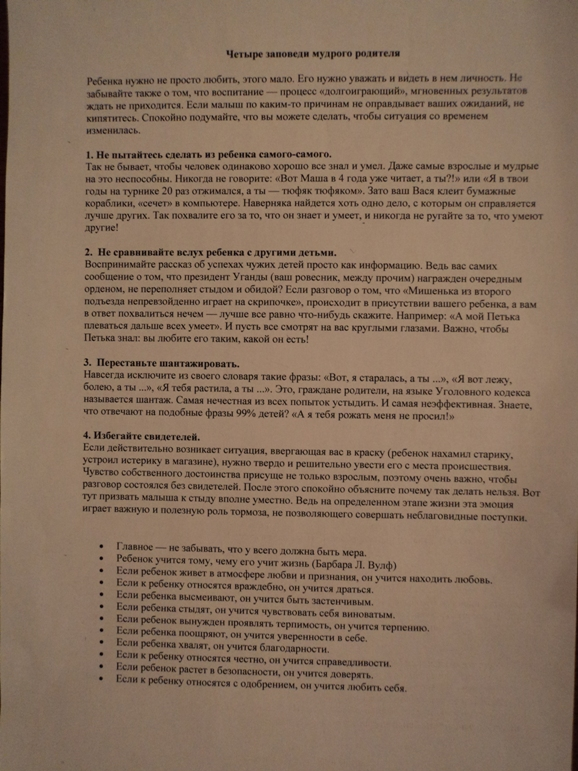 Четыре заповеди мудрого родителя
Ребенка нужно не просто любить, этого мало. Его нужно уважать и видеть в нем личность. Не
забывайте также о том, что воспитание — процесс «долгоиграющий», мгновенных результатов
ждать не приходится. Если малыш по каким-то причинам не оправдывает ваших ожиданий, не
кипятитесь. Спокойно подумайте, что вы можете сделать, чтобы ситуация со временем
изменилась.
1. Не пытайтесь сделать из ребенка самого-самого.
Так не бывает, чтобы человек одинаково хорошо все знал и умел. Даже самые взрослые и мудрые
на это неспособны. Никогда не говорите: «Вот Маша в 4 года уже читает, а ты?!» или «Я в твои
годы на турнике 20 раз отжимался, а ты — тюфяк тюфяком». Зато ваш Вася клеит бумажные
кораблики, «сечет» в компьютере. Наверняка найдется хоть одно дело, с которым он справляется
лучше других. Так похвалите его за то, что он знает и умеет, и никогда не ругайте за то, что умеют
другие!
2. Не сравнивайте вслух ребенка с другими детьми.
Воспринимайте рассказ об успехах чужих детей просто как информацию. Ведь вас самих
сообщение о том, что президент Уганды (ваш ровесник, между прочим) награжден очередным
орденом, не переполняет стыдом и обидой? Если разговор о том, что «Мишенька из второго
подъезда непревзойденно играет на скрипочке», происходит в присутствии вашего ребенка, а вам
в ответ похвалиться нечем — лучше все равно что-нибудь скажите. Например: «А мой Петька
плеваться дальше всех умеет». И пусть все смотрят на вас круглыми глазами. Важно, чтобы
Петька знал: вы любите его таким, какой он есть!
3. Перестаньте шантажировать.
Навсегда исключите из своего словаря такие фразы: «Вот, я старалась, а ты ...», «Я вот лежу,
болею, а ты ...», «Я тебя растила, а ты ...». Это, граждане родители, на языке Уголовного кодекса
называется шантаж. Самая нечестная из всех попыток устыдить. И самая неэффективная. Знаете,
что отвечают на подобные фразы 99% детей? «А я тебя рожать меня не просил!»
4. Избегайте свидетелей.
Если действительно возникает ситуация, ввергающая вас в краску (ребенок нахамил старику,
устроил истерику в магазине), нужно твердо и решительно увести его с места происшествия.
Чувство собственного достоинства присуще не только взрослым, поэтому очень важно, чтобы
разговор состоялся без свидетелей. После этого спокойно объясните почему так делать нельзя. Вот
тут призвать малыша к стыду вполне уместно. Ведь на определенном этапе жизни эта эмоция
играет важную и полезную роль тормоза, не позволяющего совершать неблаговидные поступки.
• Главное — не забывать, что у всего должна быть мера.
• Ребенок учится тому, чему его учит жизнь (Барбара Л. Вулф)
• Если ребенок живет в атмосфере любви и признания, он учится находить любовь.
• Если к ребенку относятся враждебно, он учится драться.
• Если ребенка высмеивают, он учится быть застенчивым.
• Если ребенка стыдят, он учится чувствовать себя виноватым.
• Если ребенок вынужден проявлять терпимость, он учится терпению.
• Если ребенка поощряют, он учится уверенности в себе.
• Если ребенка хвалят, он учится благодарности.
• Если к ребенку относятся честно, он учится справедливости.
• Если ребенок растет в безопасности, он учится доверять.
• Если к ребенку относятся с одобрением, он учится любить себя.